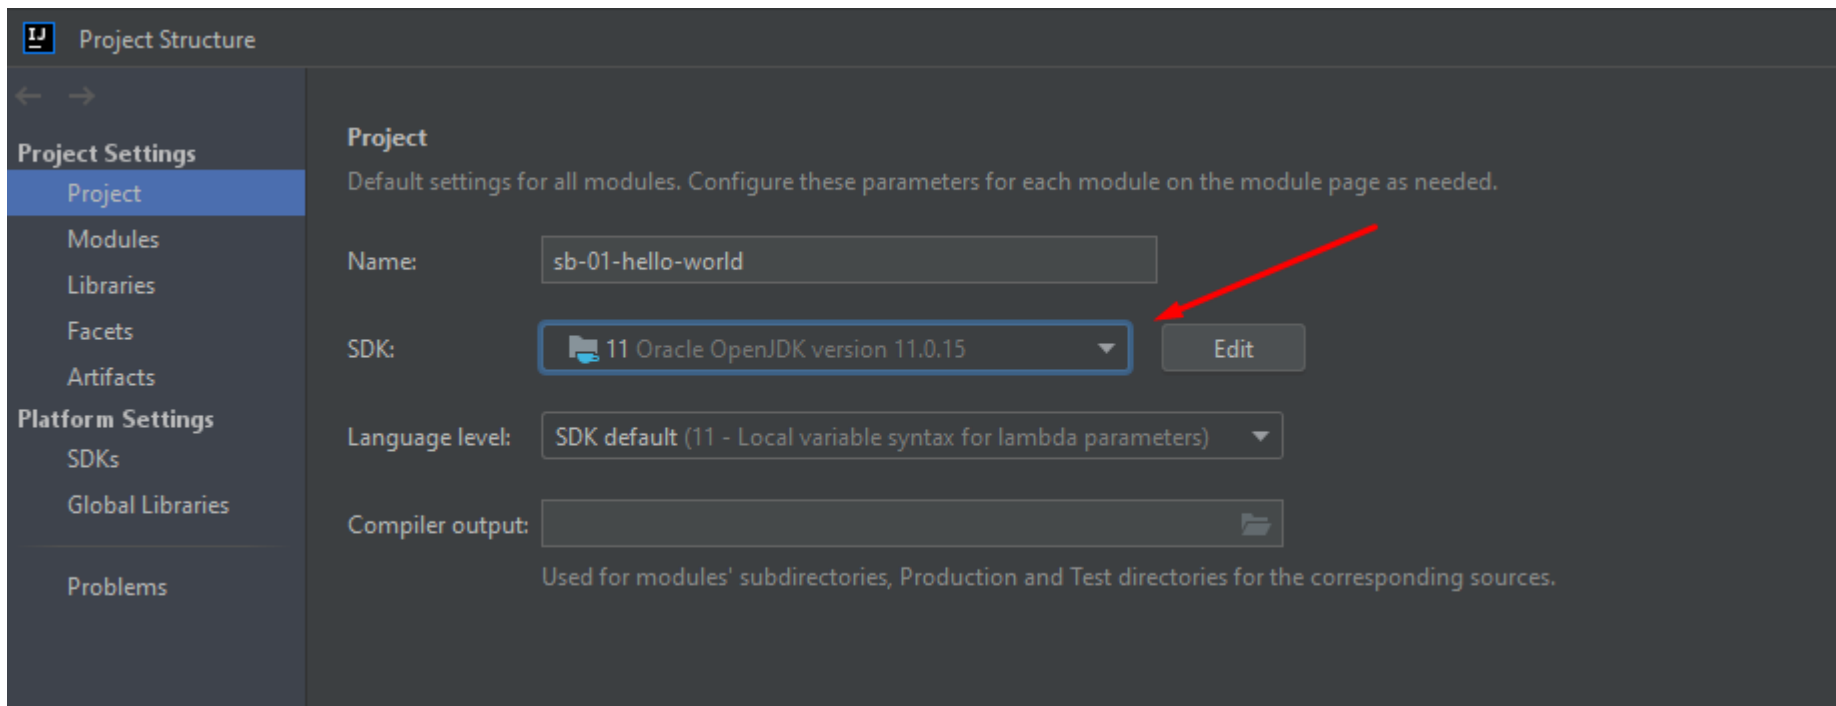 IJ
Project Structure
Project Settings
Project
Modules
Libraries
Facets
Artifacts
Platform Settings
SDKs
Global Libraries
Problems
Project
Default settings for all modules. Configure these parameters for each module on the module page as needed.
Name: sb-01-hello-world
SDK: 11 Oracle OpenJDK version 11.0.15 Edit
Language level: SDK default (11 - Local variable syntax for lambda parameters)
Compiler output:
Used for modules' subdirectories, Production and Test directories for the corresponding sources.